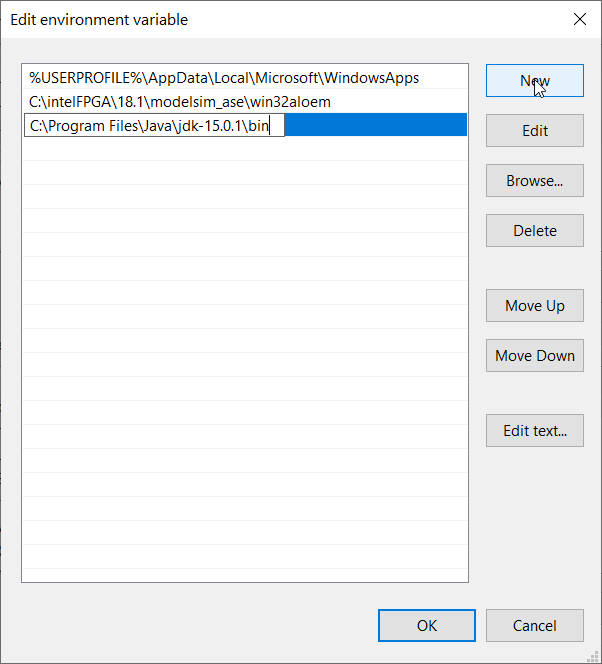 Edit environment variable
%USERPROFILE%\AppData\Local\Microsoft\WindowsApps
C:\intelFPGA\18.1\modelsim_ase\win32aloem
C:\Program Files\Java\jdk-15.0.1\bin
New
Edit
Browse...
Delete
Move Up
Move Down
Edit text...
OK
Cancel